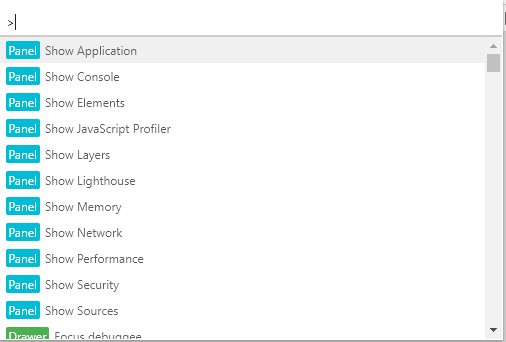 >
Panel Show Application
Panel Show Console
Panel Show Elements
Panel Show JavaScript Profiler
Panel Show Layers
Panel Show Lighthouse
Panel Show Memory
Panel Show Network
Panel Show Performance
Panel Show Security
Panel Show Sources
Drawer Focus debuggee